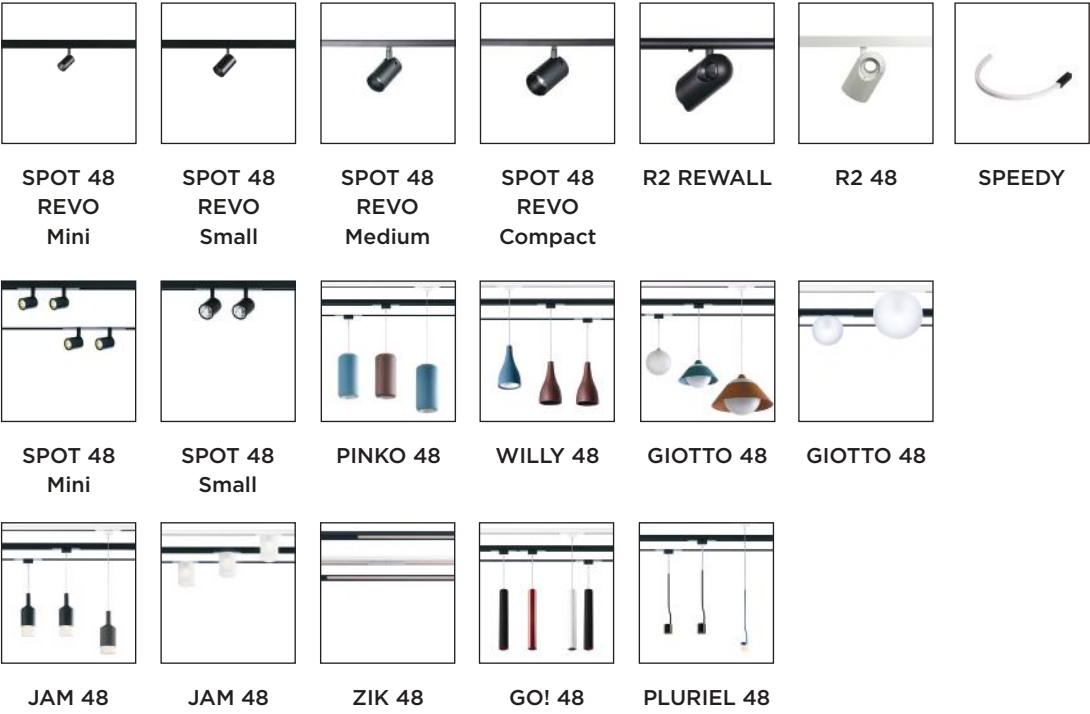 SPOT 48
REVO
Mini
SPOT 48
REVO
Small
SPOT 48
REVO
Medium
SPOT 48
REVO
Compact
R2 REWALL
R2 48
SPEEDY
SPOT 48
Mini
SPOT 48
Small
PINKO 48
WILLY 48
GIOTTO 48
GIOTTO 48
JAM 48
JAM 48
ZIK 48
GO! 48
PLURIEL 48